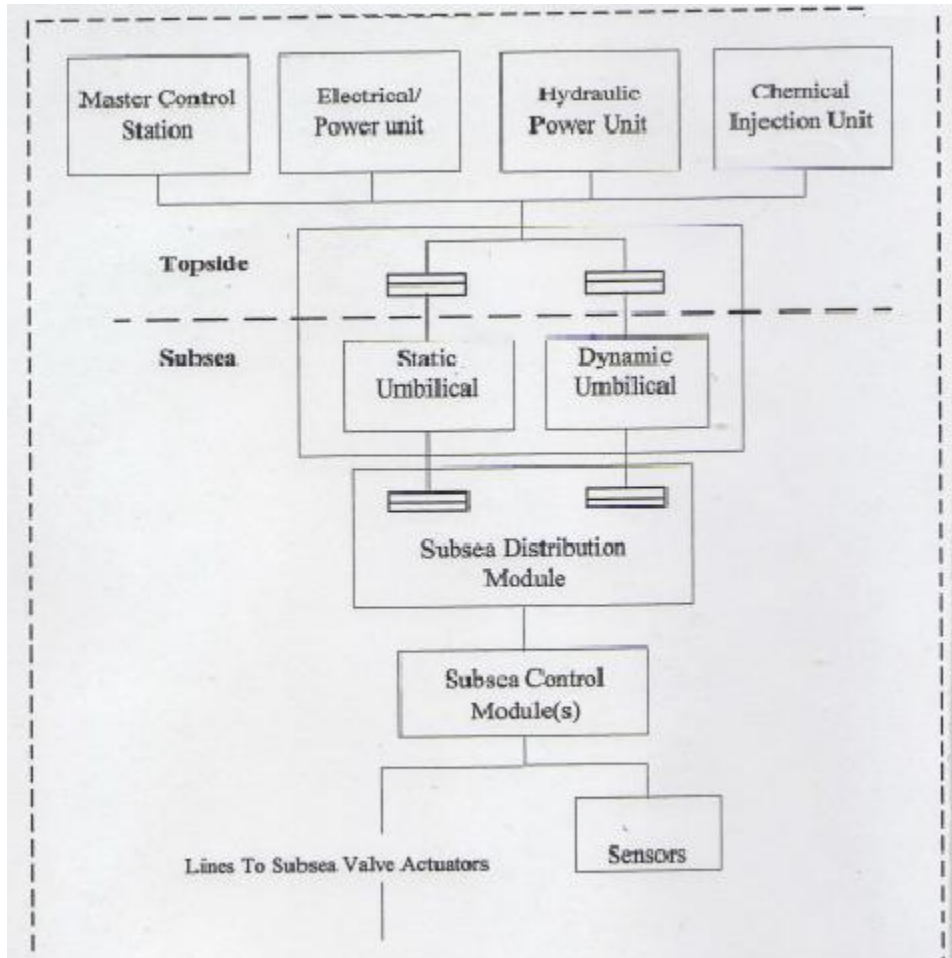 Master Control
Station
Electrical/
Power unit
Hydraulic
Power Unit
Chemical
Injection Unit
Topside
Subsea
Static
Umbilical
Dynamic
Umbilical
Subsea Distribution
Module
Subsea Control
Module(s)
Lines To Subsea Valve Actuators
Sensors